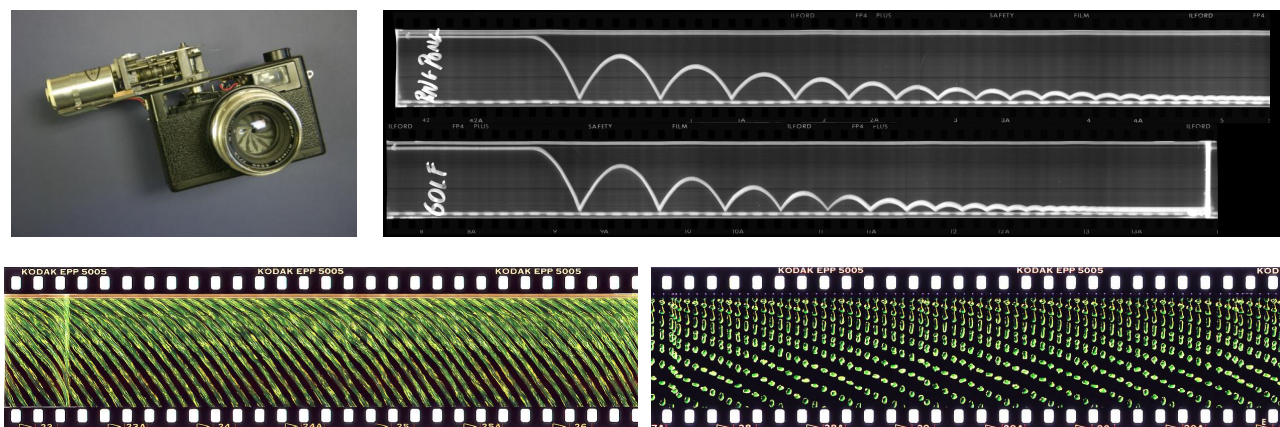 ILFORD FP4 PLUS SAFETY FILM ILFORD FP4
PING PONG
42 42A 1 1A 2 2A 3 3A 4 4A 5
ILFORD FP4 PLUS SAFETY FILM ILFORD FP4 PLUS ILFORD
GOLF
8 8A 9 9A 10 10A 11 11A 12 12A 13 13A
KODAK EPP 5005 KODAK EPP 5005 KODAK EPP 5005
KODAK EPP 5005 KODAK EPP 5005 KOD
23 23A 24 24A 25 25A 26
28 28A 29 29A 30 30A